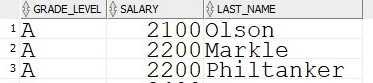 GRADE_LEVEL SALARY LAST_NAME
1 A 2100 Olson
2 A 2200 Markle
3 A 2200 Philtanker